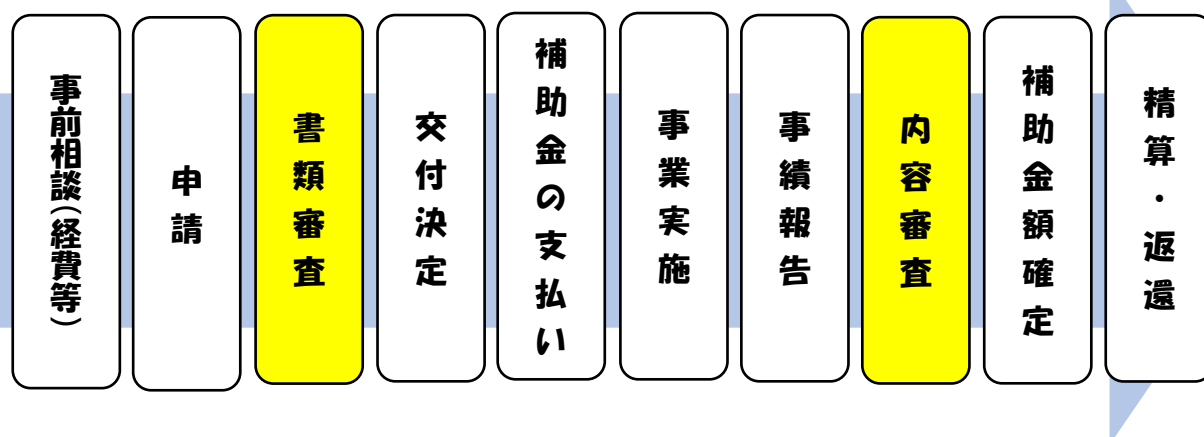 事前相談(経費等)
申請
書類審査
交付決定
補助金の支払い
事業実施
事績報告
内容審査
補助金額確定
精算・返還